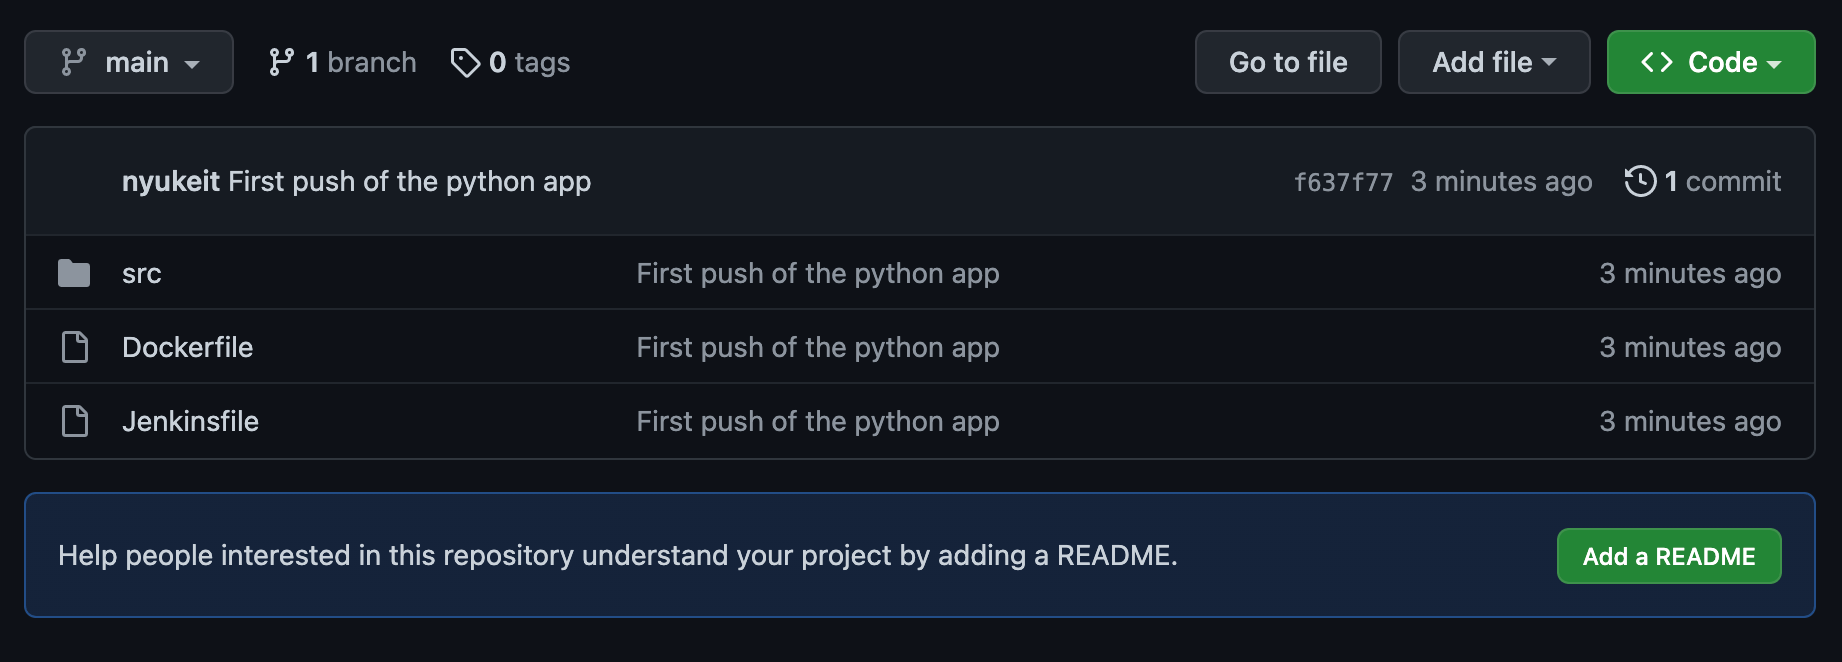 main 1 branch 0 tags Go to file Add file Code
nyukeit First push of the python app f637f77 3 minutes ago 1 commit
src First push of the python app 3 minutes ago
Dockerfile First push of the python app 3 minutes ago
Jenkinsfile First push of the python app 3 minutes ago
Help people interested in this repository understand your project by adding a README. Add a README